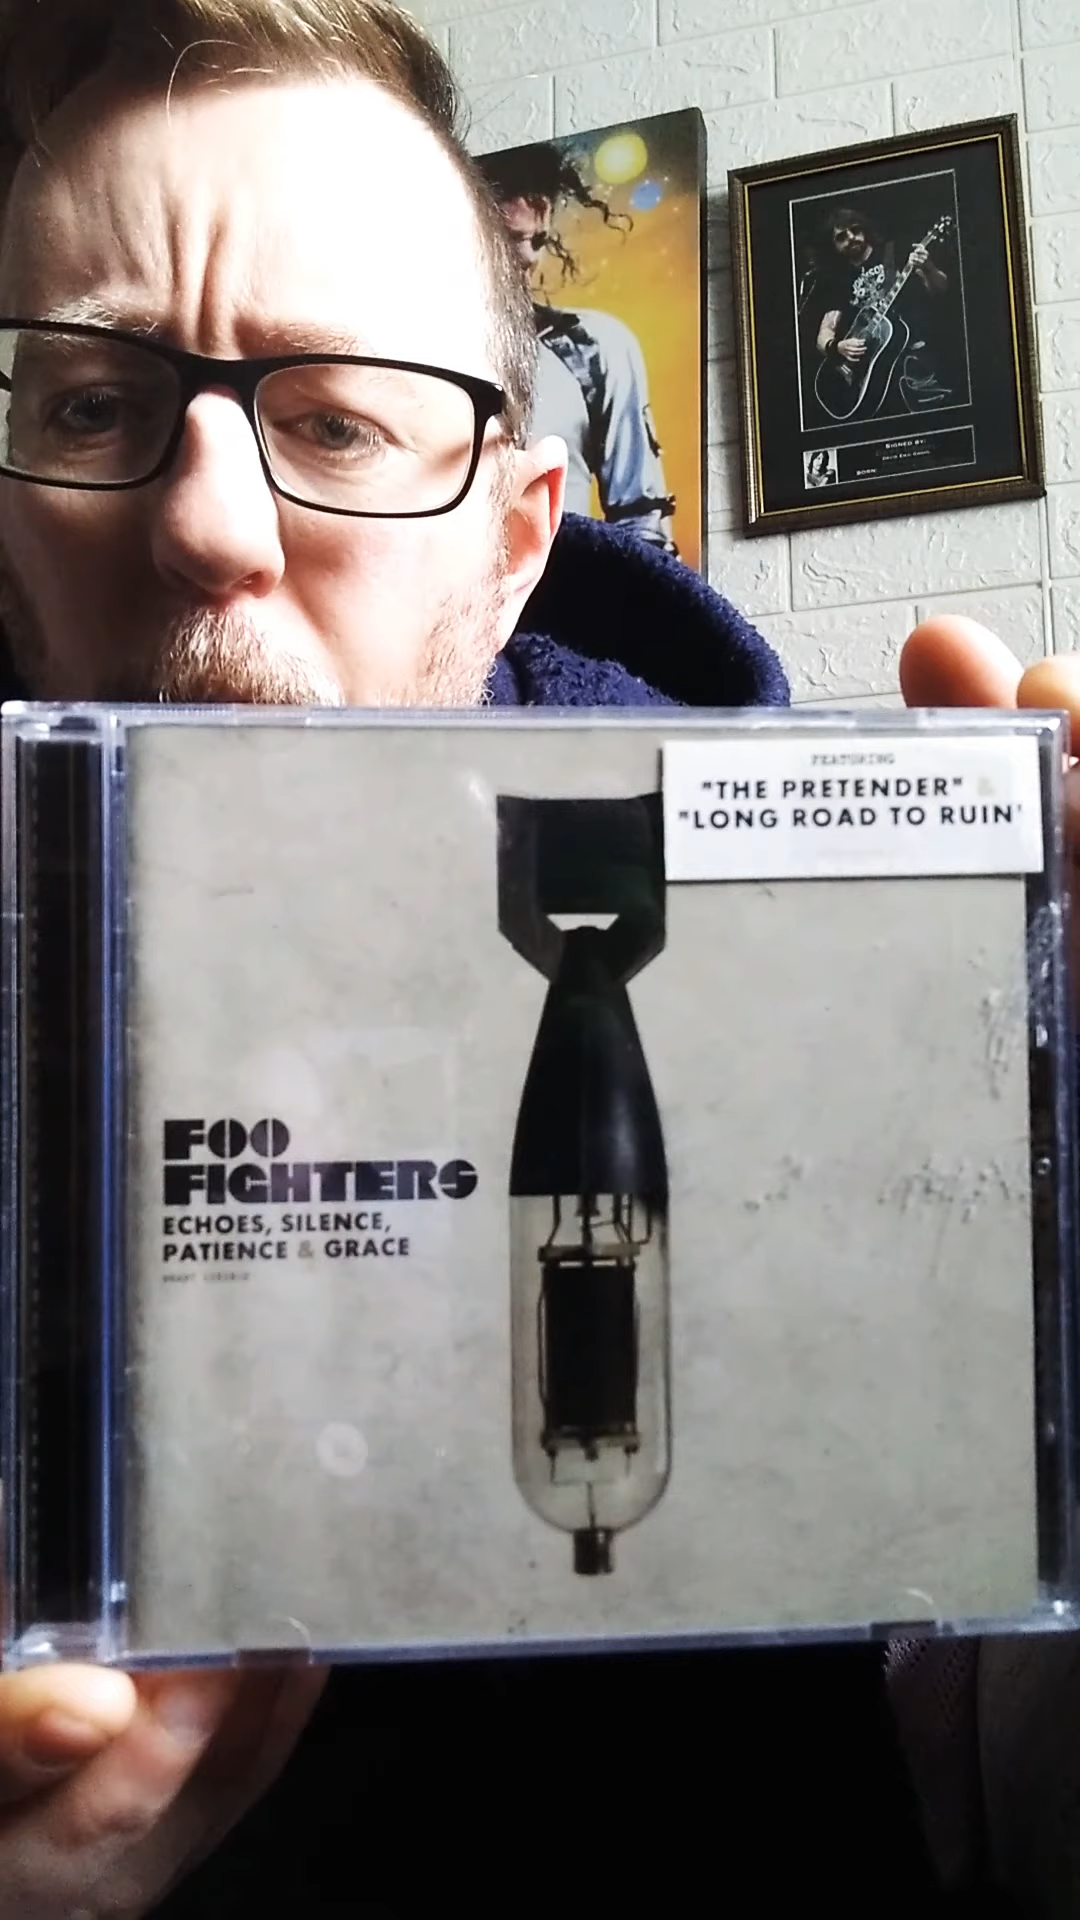 SIGNED BY:
BORN:
FEATURING
"THE PRETENDER" &
"LONG ROAD TO RUIN"
FOO
FIGHTERS
ECHOES, SILENCE,
PATIENCE & GRACE